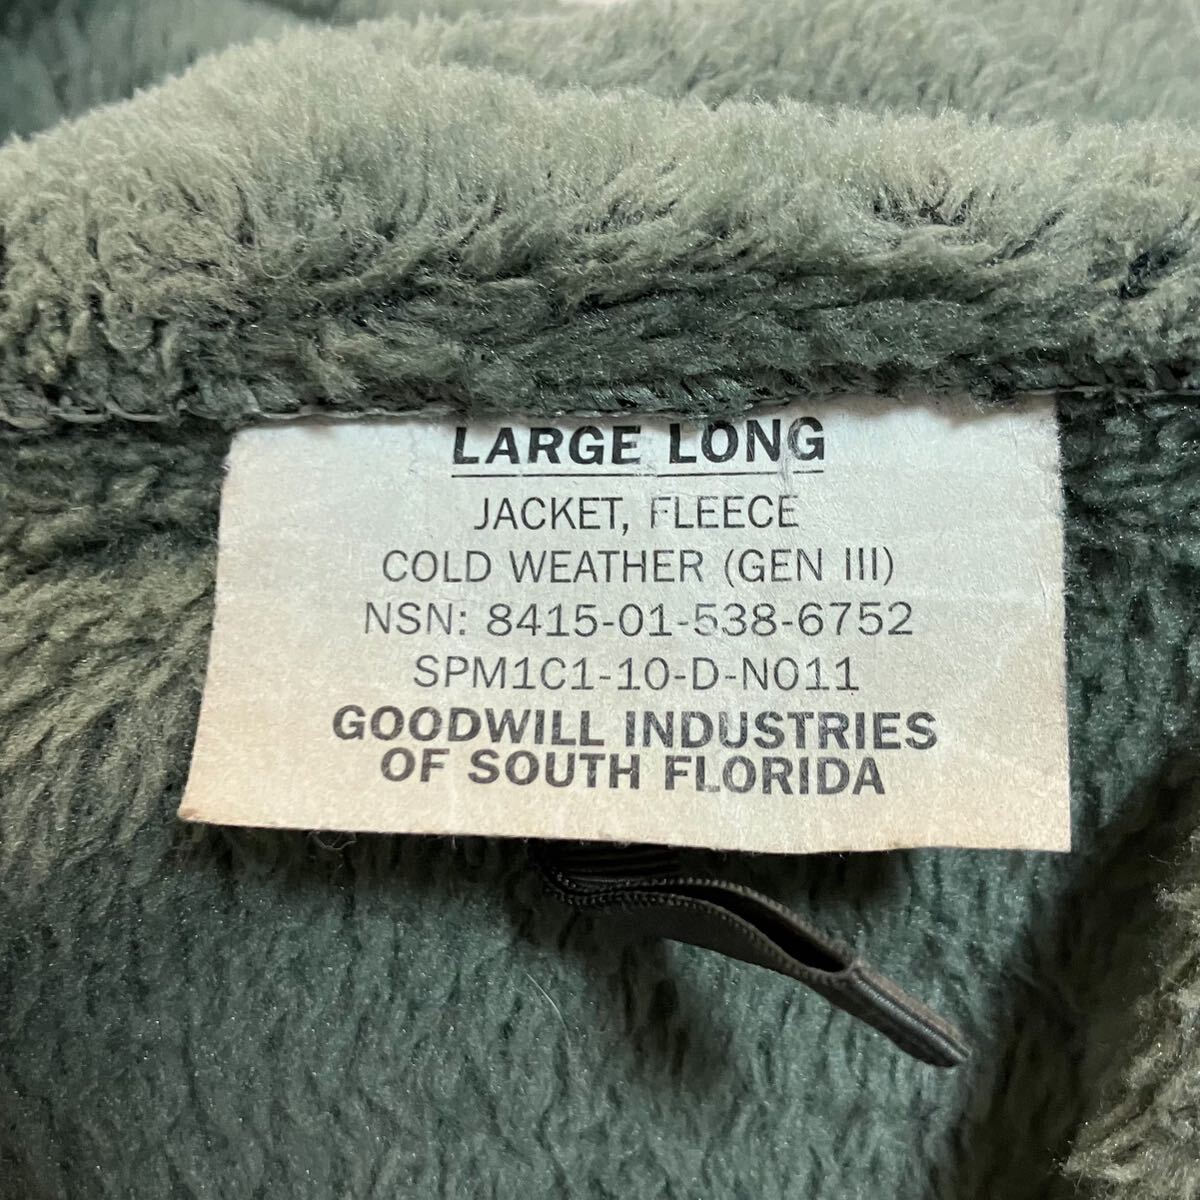 LARGE LONG
JACKET, FLEECE
COLD WEATHER (GEN III)
NSN: 8415-01-538-6752
SPM1C1-10-D-N011
GOODWILL INDUSTRIES
OF SOUTH FLORIDA